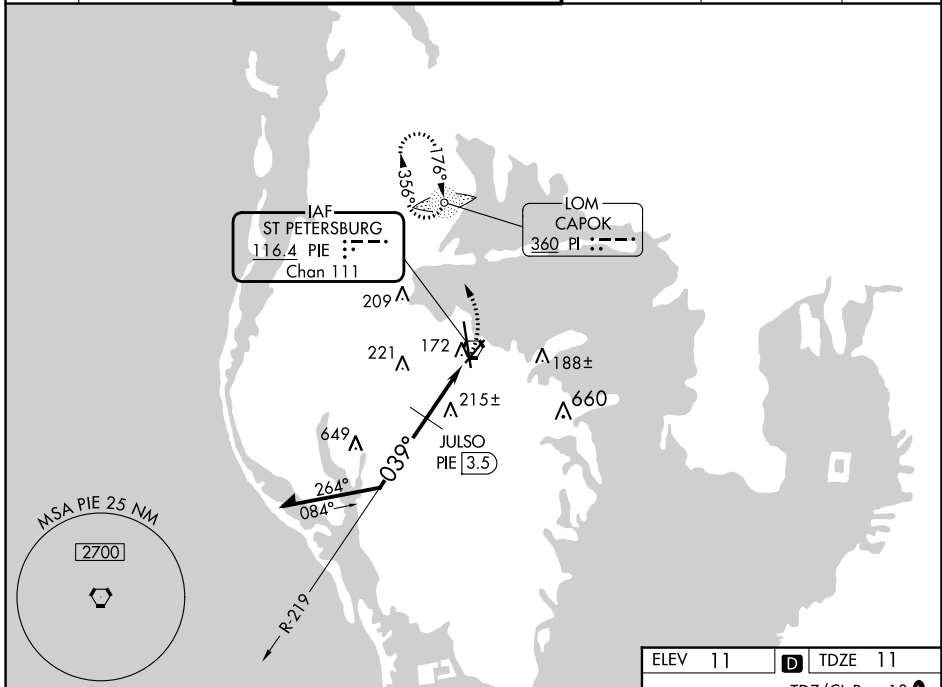 176°
356°
IAF
ST PETERSBURG
116.4 PIE
Chan 111
LOM
CAPOK
360 PI
209
221
172
188±
215±
660
649
JULSO
PIE 3.5
039°
264°
084°
MSA PIE 25 NM
2700
R-219
ELEV 11 D TDZE 11